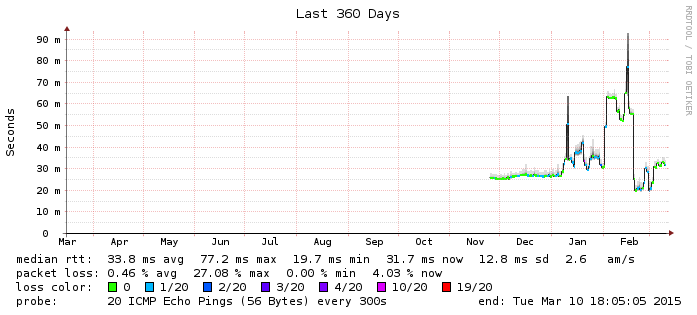 Last 360 Days
RRDTOOL / TOBI OETIKER
Seconds
90 m
80 m
70 m
60 m
50 m
40 m
30 m
20 m
10 m
0
Mar Apr May Jun Jul Aug Sep Oct Nov Dec Jan Feb
median rtt: 33.8 ms avg 77.2 ms max 19.7 ms min 31.7 ms now 12.8 ms sd 2.6 am/s
packet loss: 0.46 % avg 27.08 % max 0.00 % min 4.03 % now
loss color: 0 1/20 2/20 3/20 4/20 10/20 19/20
probe: 20 ICMP Echo Pings (56 Bytes) every 300s end: Tue Mar 10 18:05:05 2015